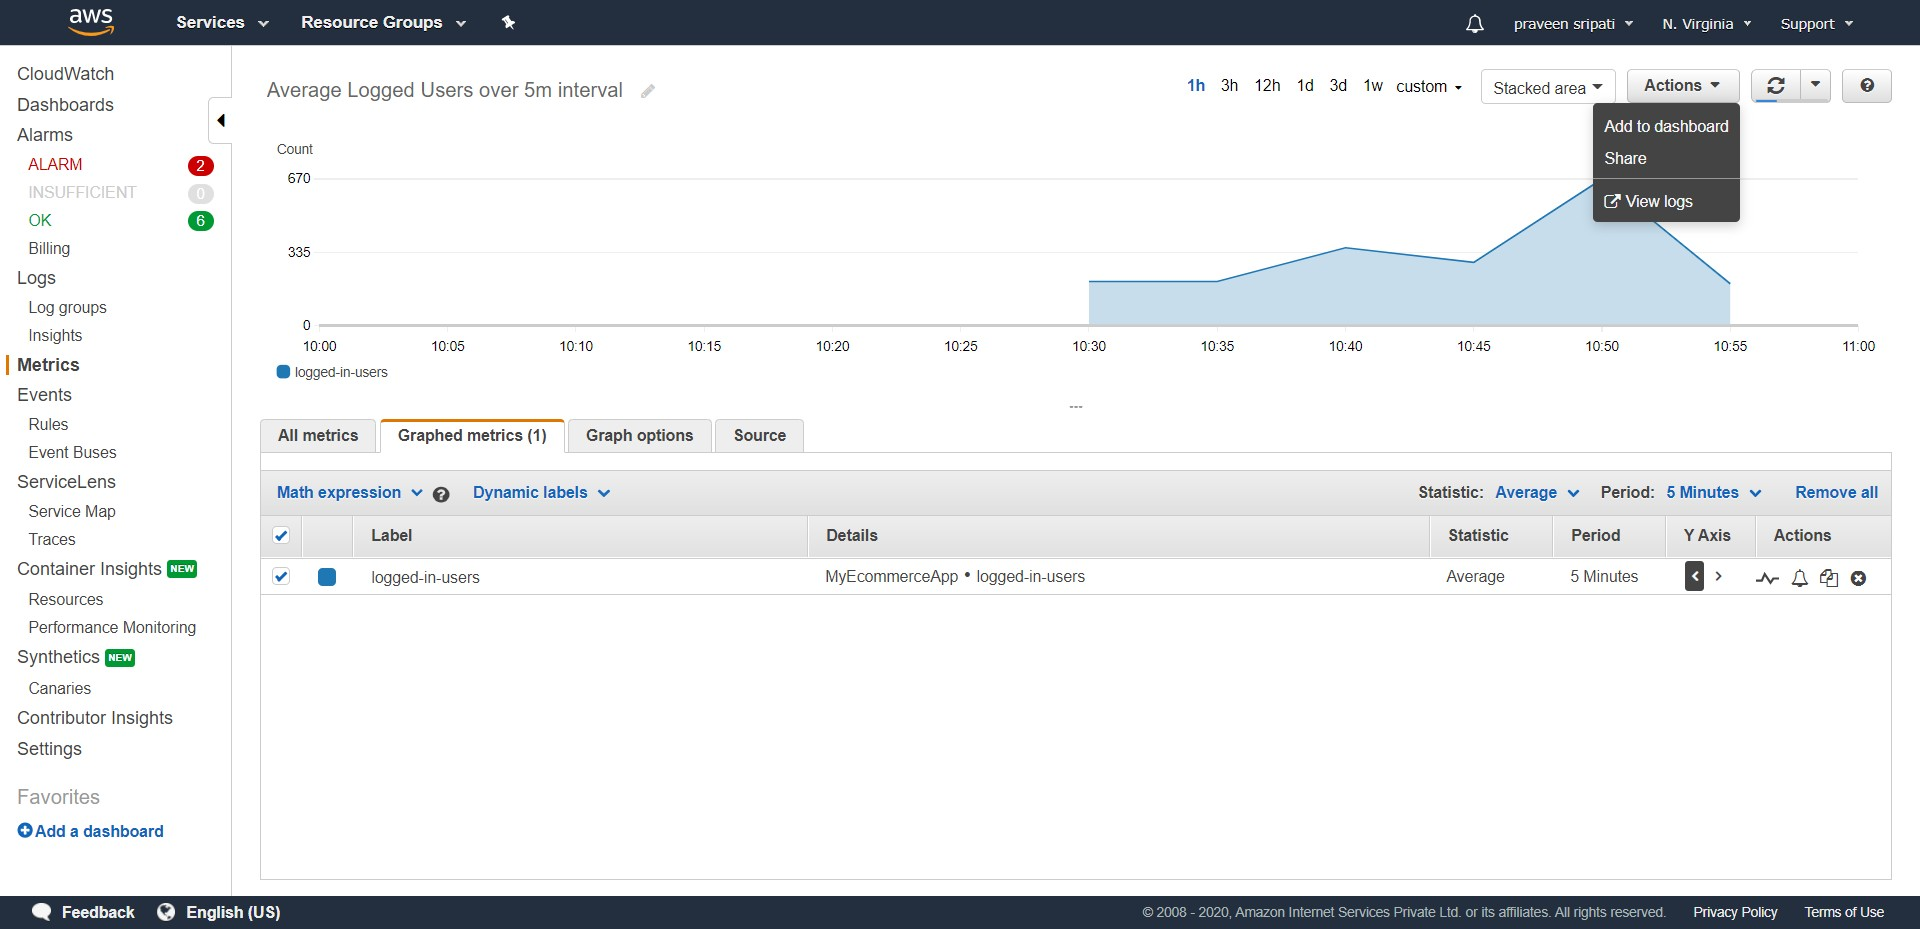 aws
Services
Resource Groups
praveen sripati
N. Virginia
Support
CloudWatch
Dashboards
Alarms
ALARM 2
INSUFFICIENT 0
OK 6
Billing
Logs
Log groups
Insights
Metrics
Events
Rules
Event Buses
ServiceLens
Service Map
Traces
Container Insights NEW
Resources
Performance Monitoring
Synthetics NEW
Canaries
Contributor Insights
Settings
Favorites
Add a dashboard
Average Logged Users over 5m interval
1h 3h 12h 1d 3d 1w custom
Stacked area
Actions
?
Add to dashboard
Share
View logs
Count
670
335
0
10:00 10:05 10:10 10:15 10:20 10:25 10:30 10:35 10:40 10:45 10:50 10:55 11:00
logged-in-users
All metrics
Graphed metrics (1)
Graph options
Source
Math expression ?
Dynamic labels
Statistic: Average
Period: 5 Minutes
Remove all
Label Details Statistic Period Y Axis Actions
logged-in-users MyEcommerceApp • logged-in-users Average 5 Minutes < >
Feedback
English (US)
© 2008 - 2020, Amazon Internet Services Private Ltd. or its affiliates. All rights reserved.
Privacy Policy
Terms of Use